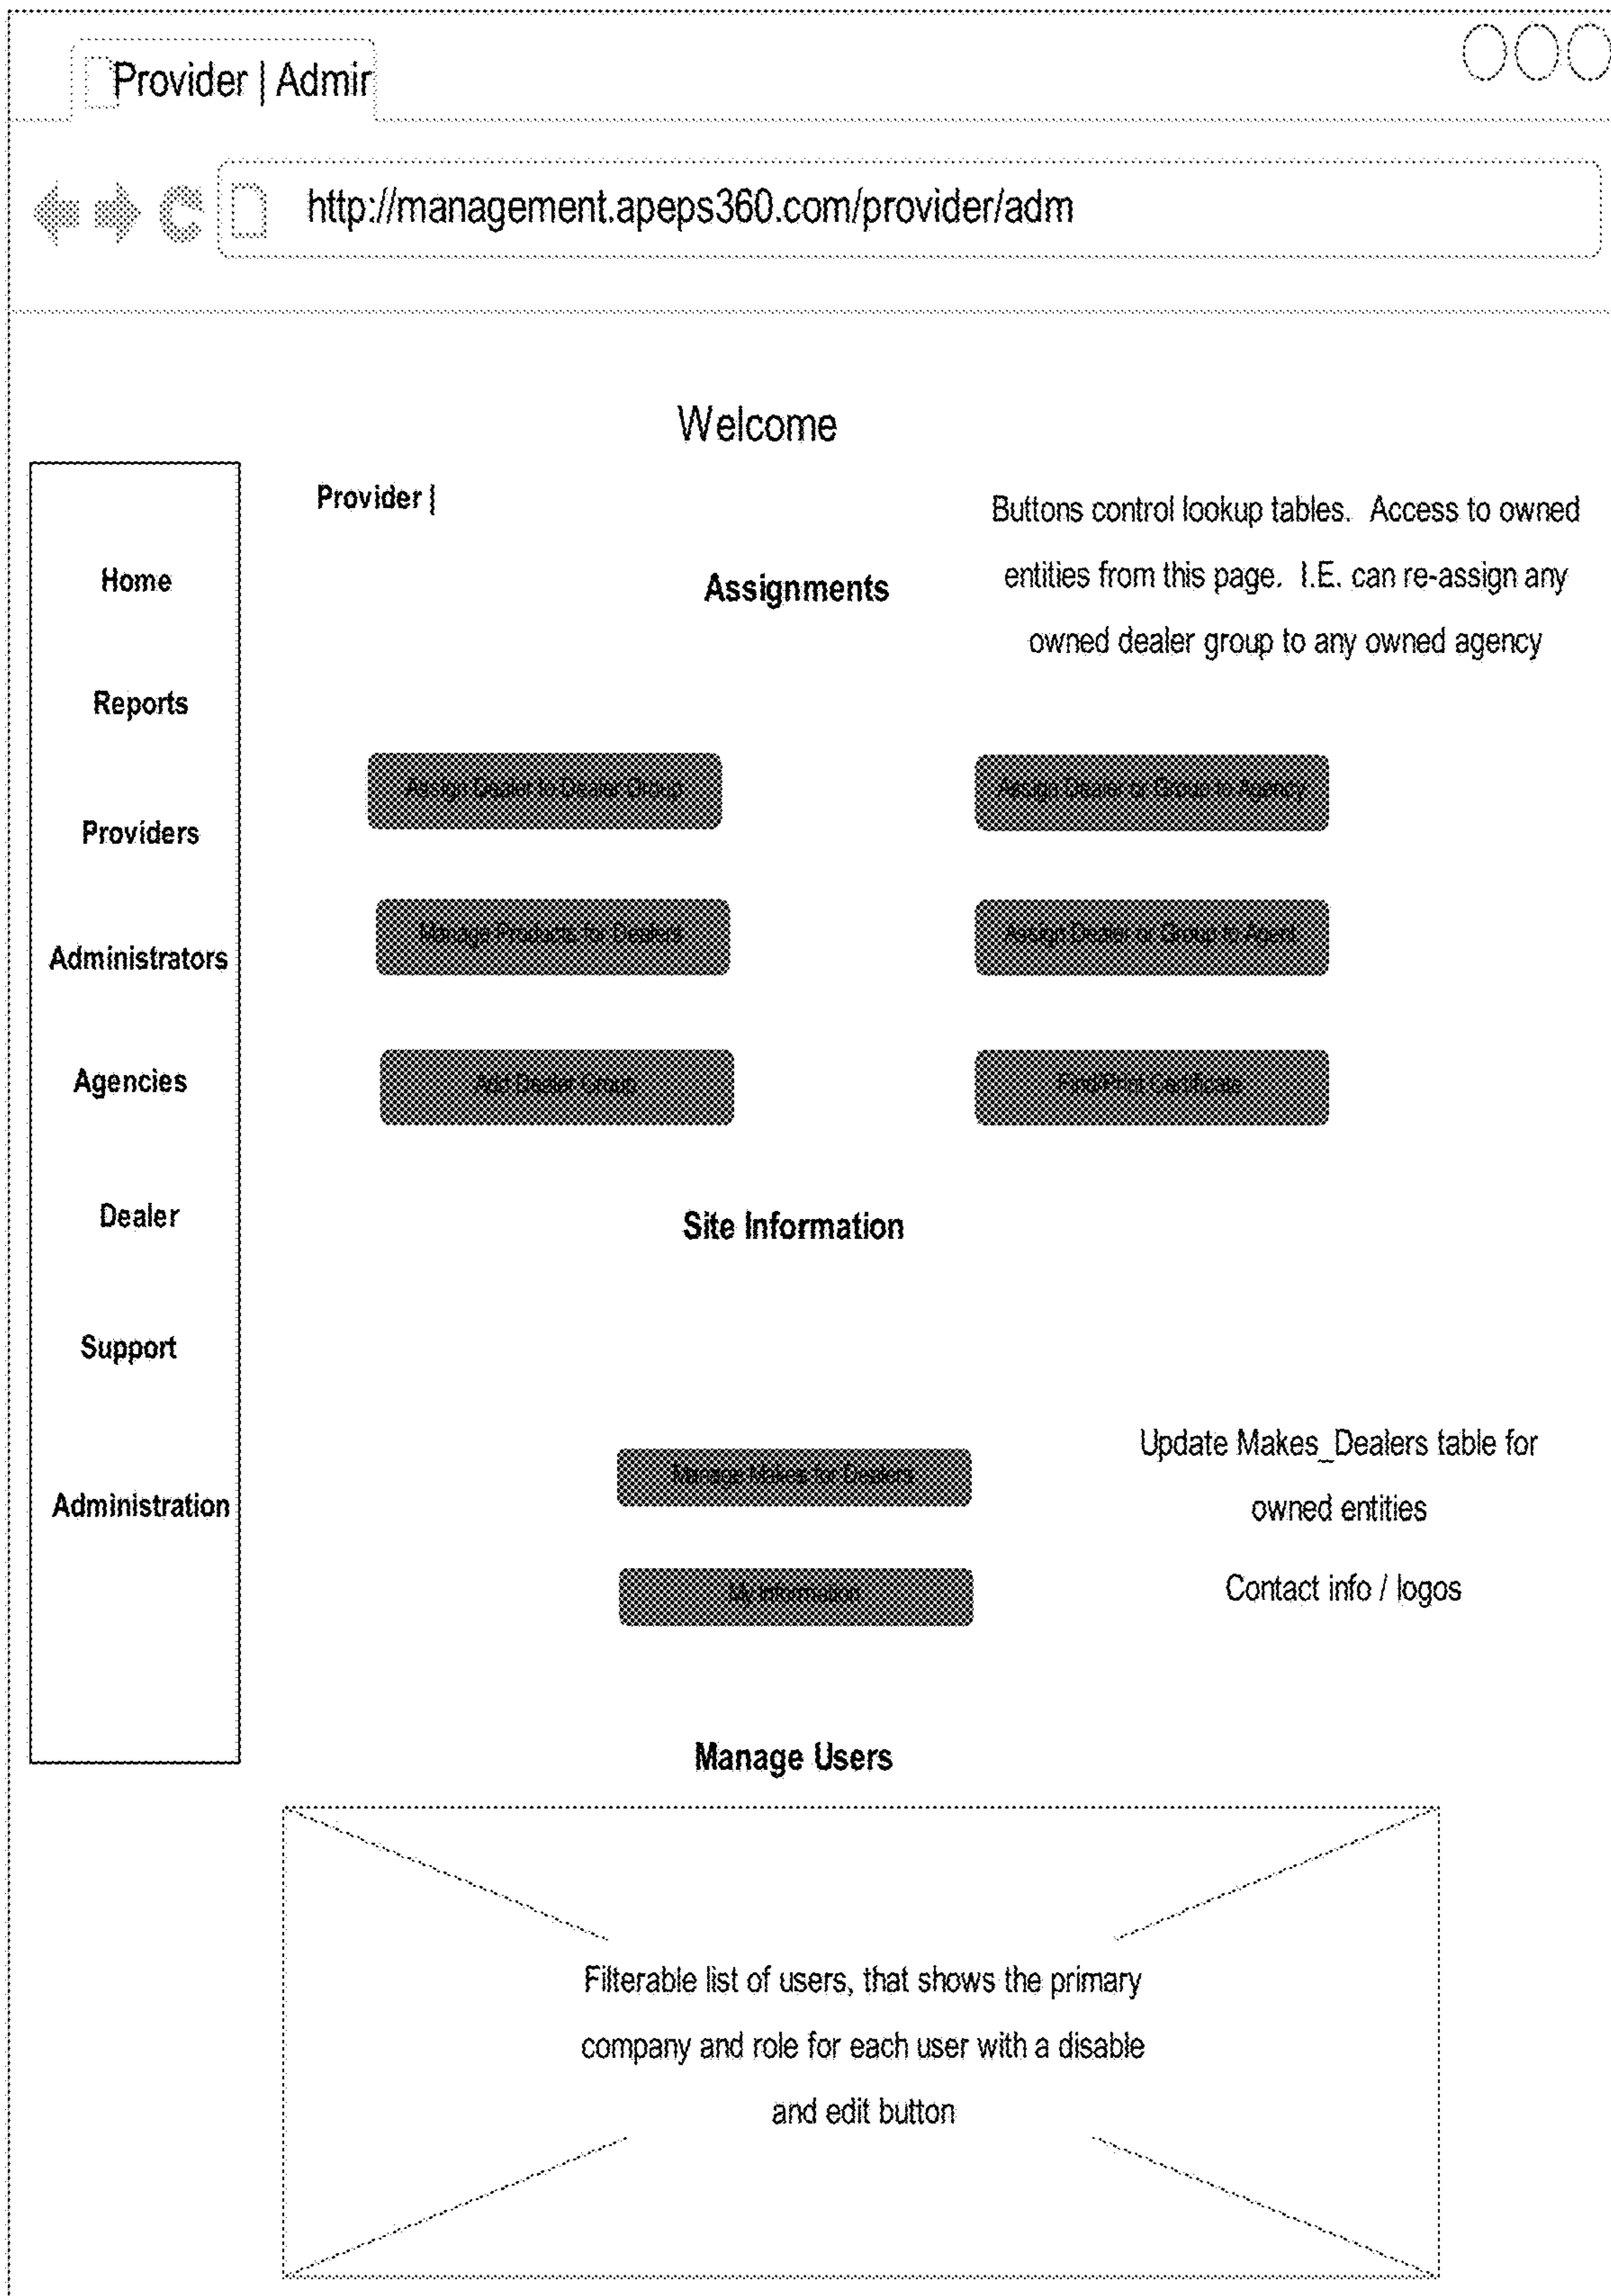 Provider | Admir
http://management.apeps360.com/provider/adm
Welcome
Provider |
Buttons control lookup tables. Access to owned
entities from this page. I.E. can re-assign any
owned dealer group to any owned agency
Assignments
Home
Reports
Providers
Administrators
Agencies
Dealer
Support
Administration
Assign Dealer to Dealer Group
Assign Dealer or Group to Agency
Manage Products for Dealers
Assign Dealer or Group to Agent
Add Dealer Group
Find/Print Certificate
Site Information
Manage Makes for Dealers
Update Makes_Dealers table for
owned entities
My Information
Contact info / logos
Manage Users
Filterable list of users, that shows the primary
company and role for each user with a disable
and edit button